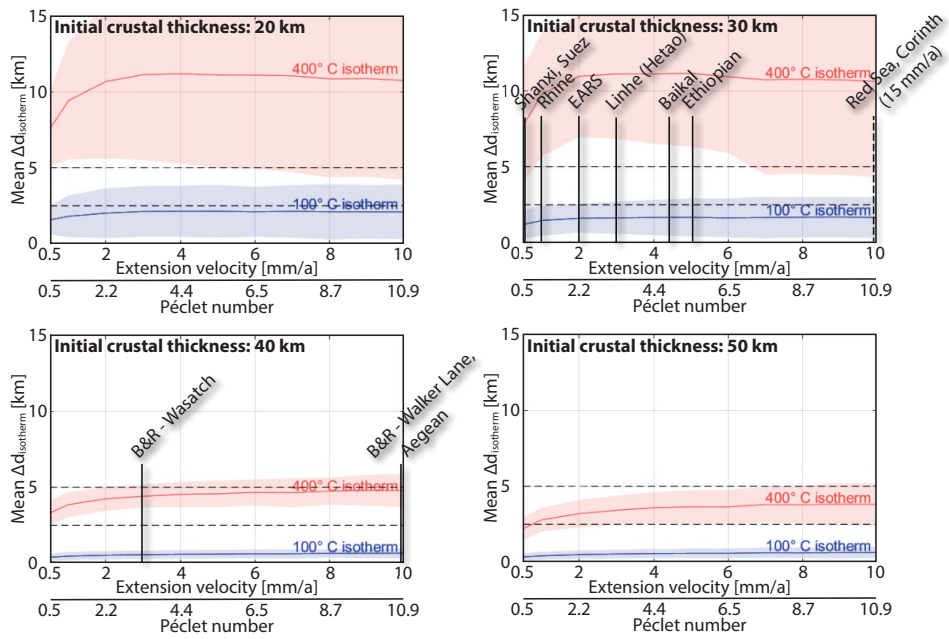 Initial crustal thickness: 20 km
15
10
5
0
Mean Δdisotherm [km]
400° C isotherm
100° C isotherm
0.5 2 4 6 8 10
Extension velocity [mm/a]
0.5 2.2 4.4 6.5 8.7 10.9
Péclet number
Initial crustal thickness: 30 km
15
10
5
0
Mean Δdisotherm [km]
Shanxi, Suez
Rhine
EARS
Linhe (Hetao)
Baikal
Ethiopian
Red Sea, Corinth
(15 mm/a)
400° C isotherm
100° C isotherm
0.5 2 4 6 8 10
Extension velocity [mm/a]
0.5 2.2 4.4 6.5 8.7 10.9
Péclet number
Initial crustal thickness: 40 km
15
10
5
0
Mean Δdisotherm [km]
B&R - Wasatch
B&R - Walker Lane,
Aegean
400° C isotherm
100° C isotherm
0.5 2 4 6 8 10
Extension velocity [mm/a]
0.5 2.2 4.4 6.5 8.7 10.9
Péclet number
Initial crustal thickness: 50 km
15
10
5
0
Mean Δdisotherm [km]
400° C isotherm
100° C isotherm
0.5 2 4 6 8 10
Extension velocity [mm/a]
0.5 2.2 4.4 6.5 8.7 10.9
Péclet number